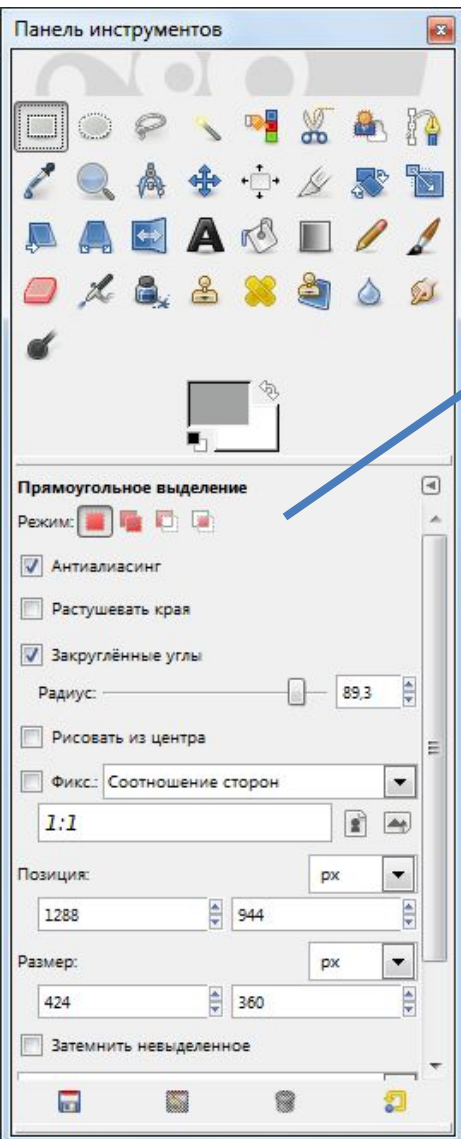 Панель инструментов
Прямоугольное выделение
Режим:
Антиалиасинг
Растушевать края
Закруглённые углы
Радиус: 89,3
Рисовать из центра
Фикс.: Соотношение сторон
1:1
Позиция: px
1288 944
Размер: px
424 360
Затемнить невыделенное